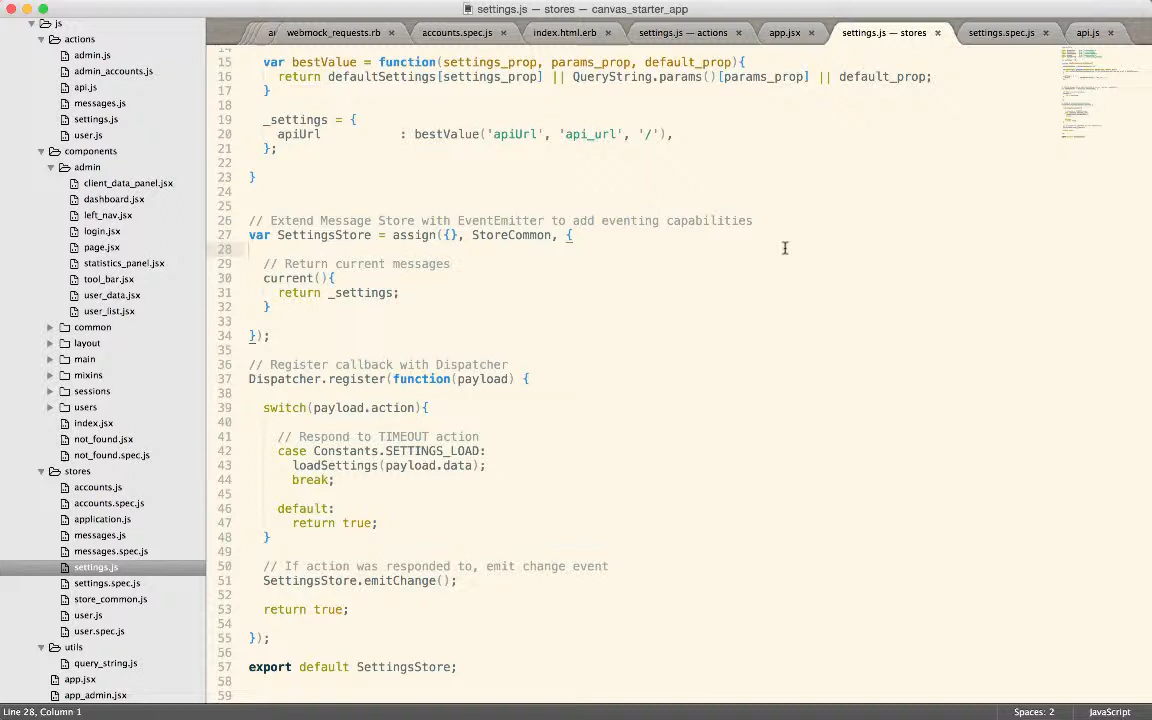 settings.js — stores — canvas_starter_app
webmock_requests.rb × accounts.spec.js × index.html.erb × settings.js — actions × app.jsx × settings.js — stores × settings.spec.js × api.js ×
js
actions
admin.js
admin_accounts.js
api.js
messages.js
settings.js
user.js
components
admin
client_data_panel.jsx
dashboard.jsx
left_nav.jsx
login.jsx
page.jsx
statistics_panel.jsx
tool_bar.jsx
user_data.jsx
user_list.jsx
common
layout
main
mixins
sessions
users
index.jsx
not_found.jsx
not_found.spec.js
stores
accounts.js
accounts.spec.js
application.js
messages.js
messages.spec.js
settings.js
settings.spec.js
store_common.js
user.js
user.spec.js
utils
query_string.js
app.jsx
app_admin.jsx
15 var bestValue = function(settings_prop, params_prop, default_prop){
16 return defaultSettings[settings_prop] || QueryString.params()[params_prop] || default_prop;
17 }
18
19 _settings = {
20 apiUrl : bestValue('apiUrl', 'api_url', '/'),
21 };
22
23 }
24
25
26 // Extend Message Store with EventEmitter to add eventing capabilities
27 var SettingsStore = assign({}, StoreCommon, {
28
29 // Return current messages
30 current(){
31 return _settings;
32 }
33
34 });
35
36 // Register callback with Dispatcher
37 Dispatcher.register(function(payload) {
38
39 switch(payload.action){
40
41 // Respond to TIMEOUT action
42 case Constants.SETTINGS_LOAD:
43 loadSettings(payload.data);
44 break;
45
46 default:
47 return true;
48 }
49
50 // If action was responded to, emit change event
51 SettingsStore.emitChange();
52
53 return true;
54
55 });
56
57 export default SettingsStore;
58
59
Line 28, Column 1
Spaces: 2
JavaScript